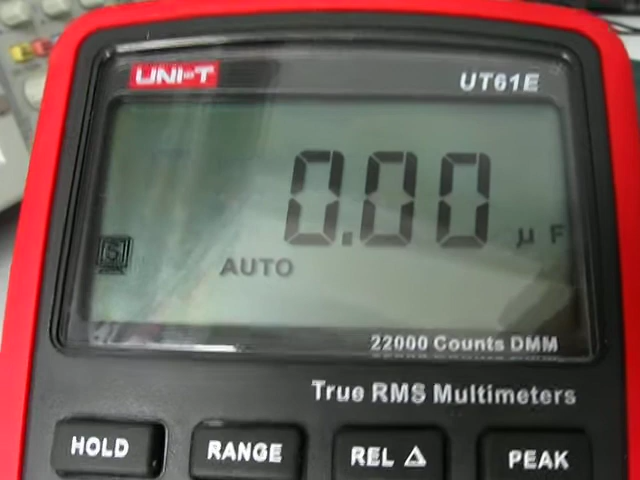 UNI-T
UT61E
0.00 µF
S
AUTO
22000 Counts DMM
True RMS Multimeters
HOLD RANGE REL Δ PEAK